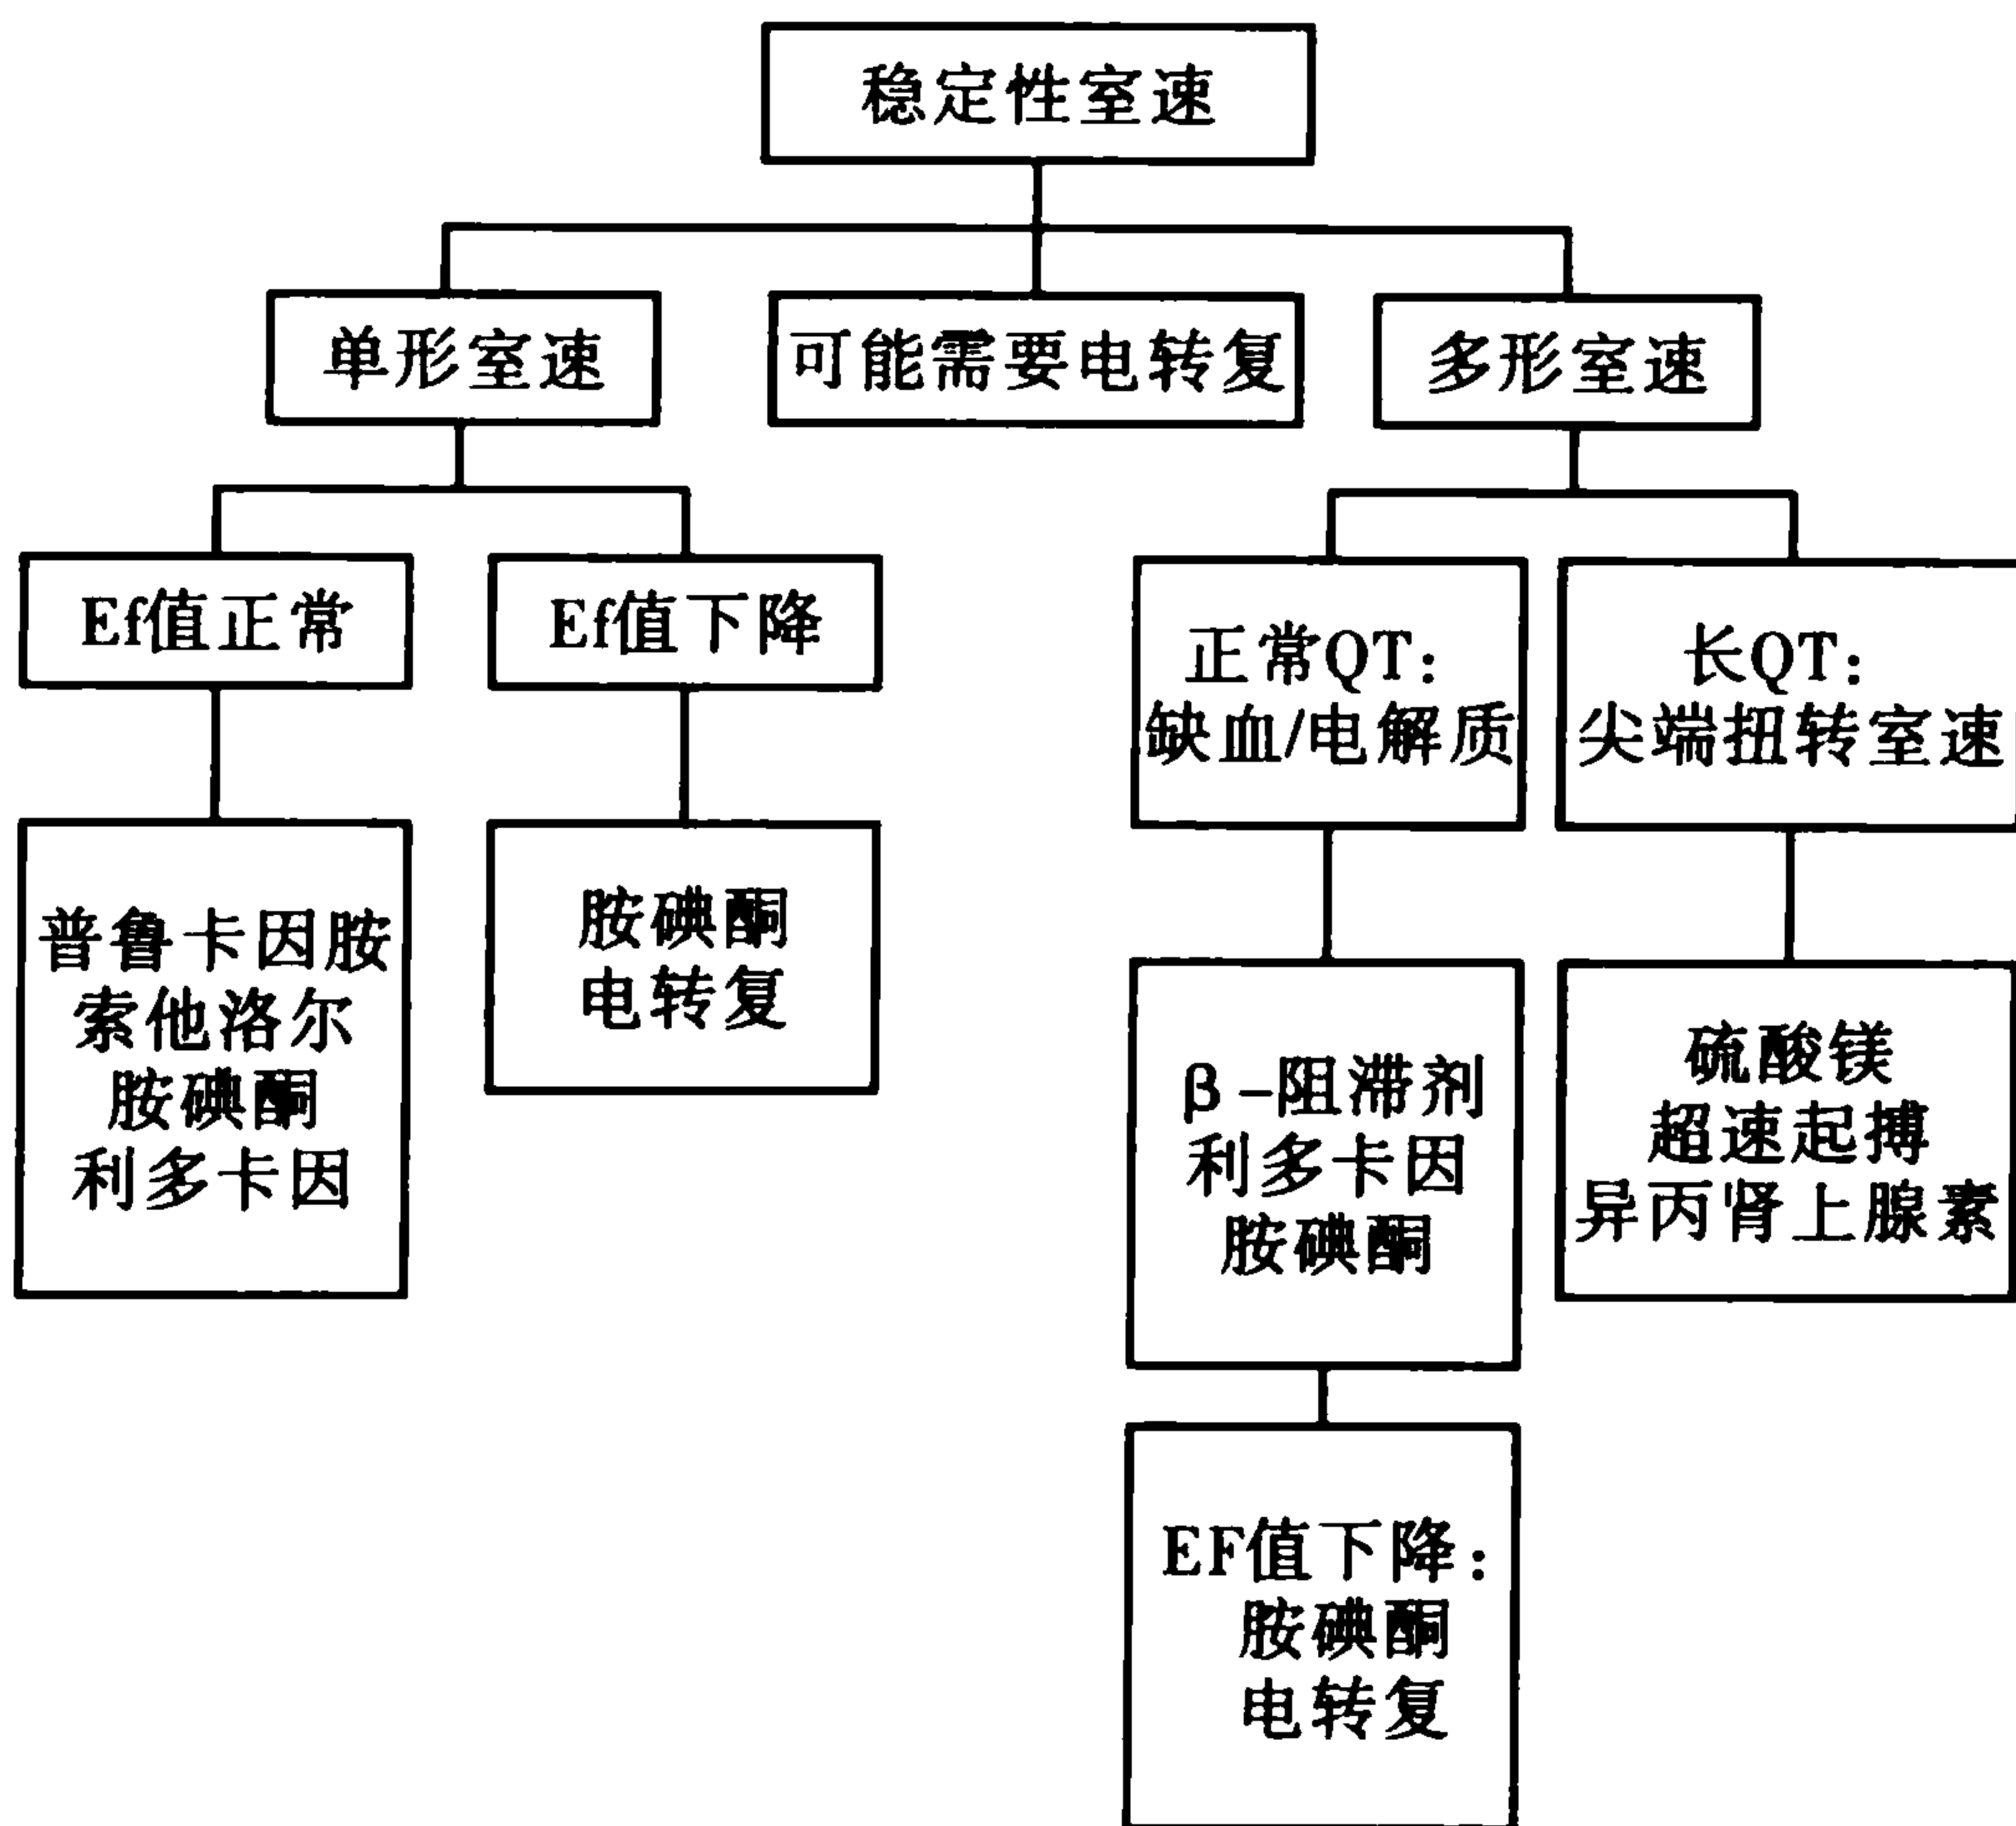 稳定性室速
单形室速
可能需要电转复
多形室速
Ef值正常
Ef值下降
正常QT:
缺血/电解质
长QT:
尖端扭转室速
普鲁卡因胺
索他洛尔
胺碘酮
利多卡因
胺碘酮
电转复
β-阻滞剂
利多卡因
胺碘酮
硫酸镁
超速起搏
异丙肾上腺素
EF值下降:
胺碘酮
电转复